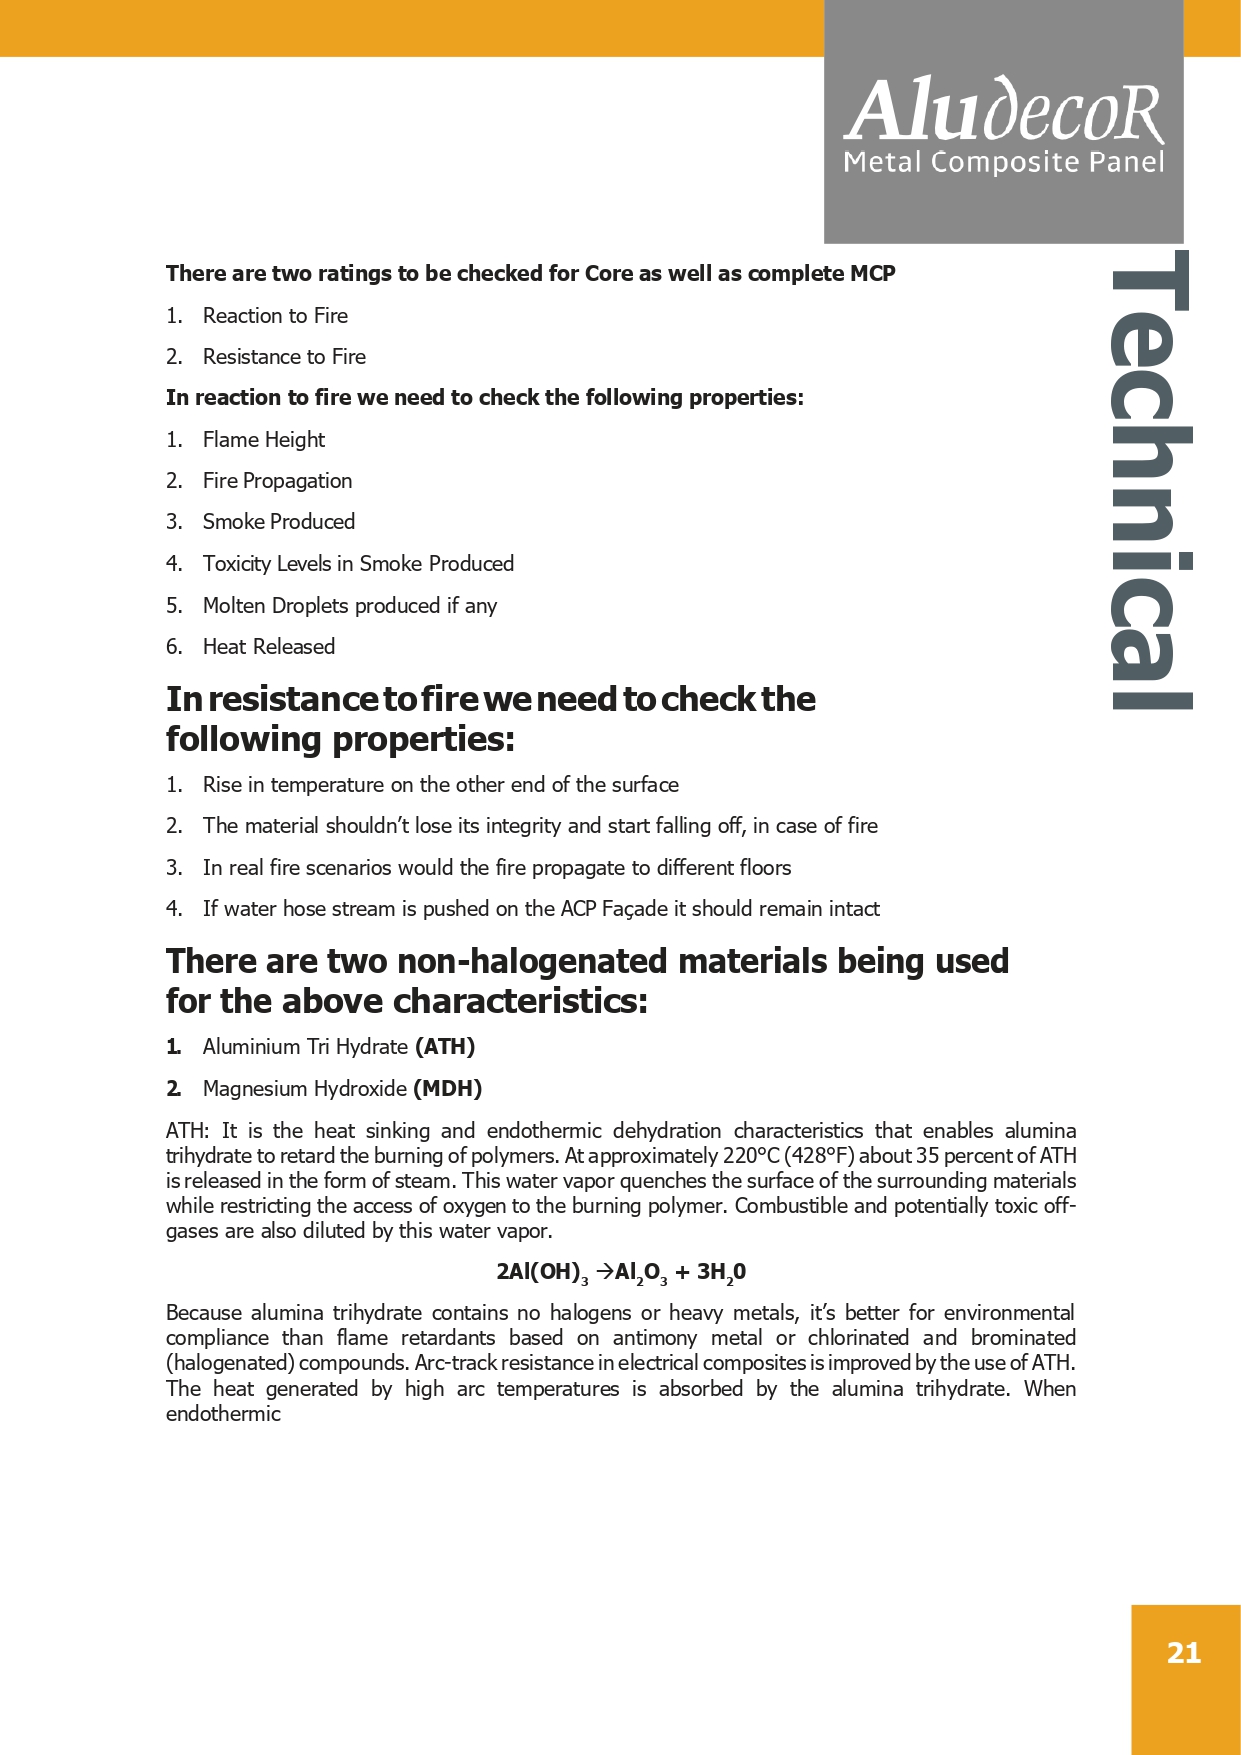 AludecoR
Metal Composite Panel
Technical
There are two ratings to be checked for Core as well as complete MCP
1. Reaction to Fire
2. Resistance to Fire
In reaction to fire we need to check the following properties:
1. Flame Height
2. Fire Propagation
3. Smoke Produced
4. Toxicity Levels in Smoke Produced
5. Molten Droplets produced if any
6. Heat Released
In resistance to fire we need to check the
following properties:
1. Rise in temperature on the other end of the surface
2. The material shouldn’t lose its integrity and start falling off, in case of fire
3. In real fire scenarios would the fire propagate to different floors
4. If water hose stream is pushed on the ACP Façade it should remain intact
There are two non-halogenated materials being used
for the above characteristics:
1. Aluminium Tri Hydrate (ATH)
2. Magnesium Hydroxide (MDH)
ATH: It is the heat sinking and endothermic dehydration characteristics that enables alumina
trihydrate to retard the burning of polymers. At approximately 220°C (428°F) about 35 percent of ATH
is released in the form of steam. This water vapor quenches the surface of the surrounding materials
while restricting the access of oxygen to the burning polymer. Combustible and potentially toxic off-
gases are also diluted by this water vapor.
2Al(OH)₃ →Al₂O₃ + 3H₂0
Because alumina trihydrate contains no halogens or heavy metals, it’s better for environmental
compliance than flame retardants based on antimony metal or chlorinated and brominated
(halogenated) compounds. Arc-track resistance in electrical composites is improved by the use of ATH.
The heat generated by high arc temperatures is absorbed by the alumina trihydrate. When
endothermic
21